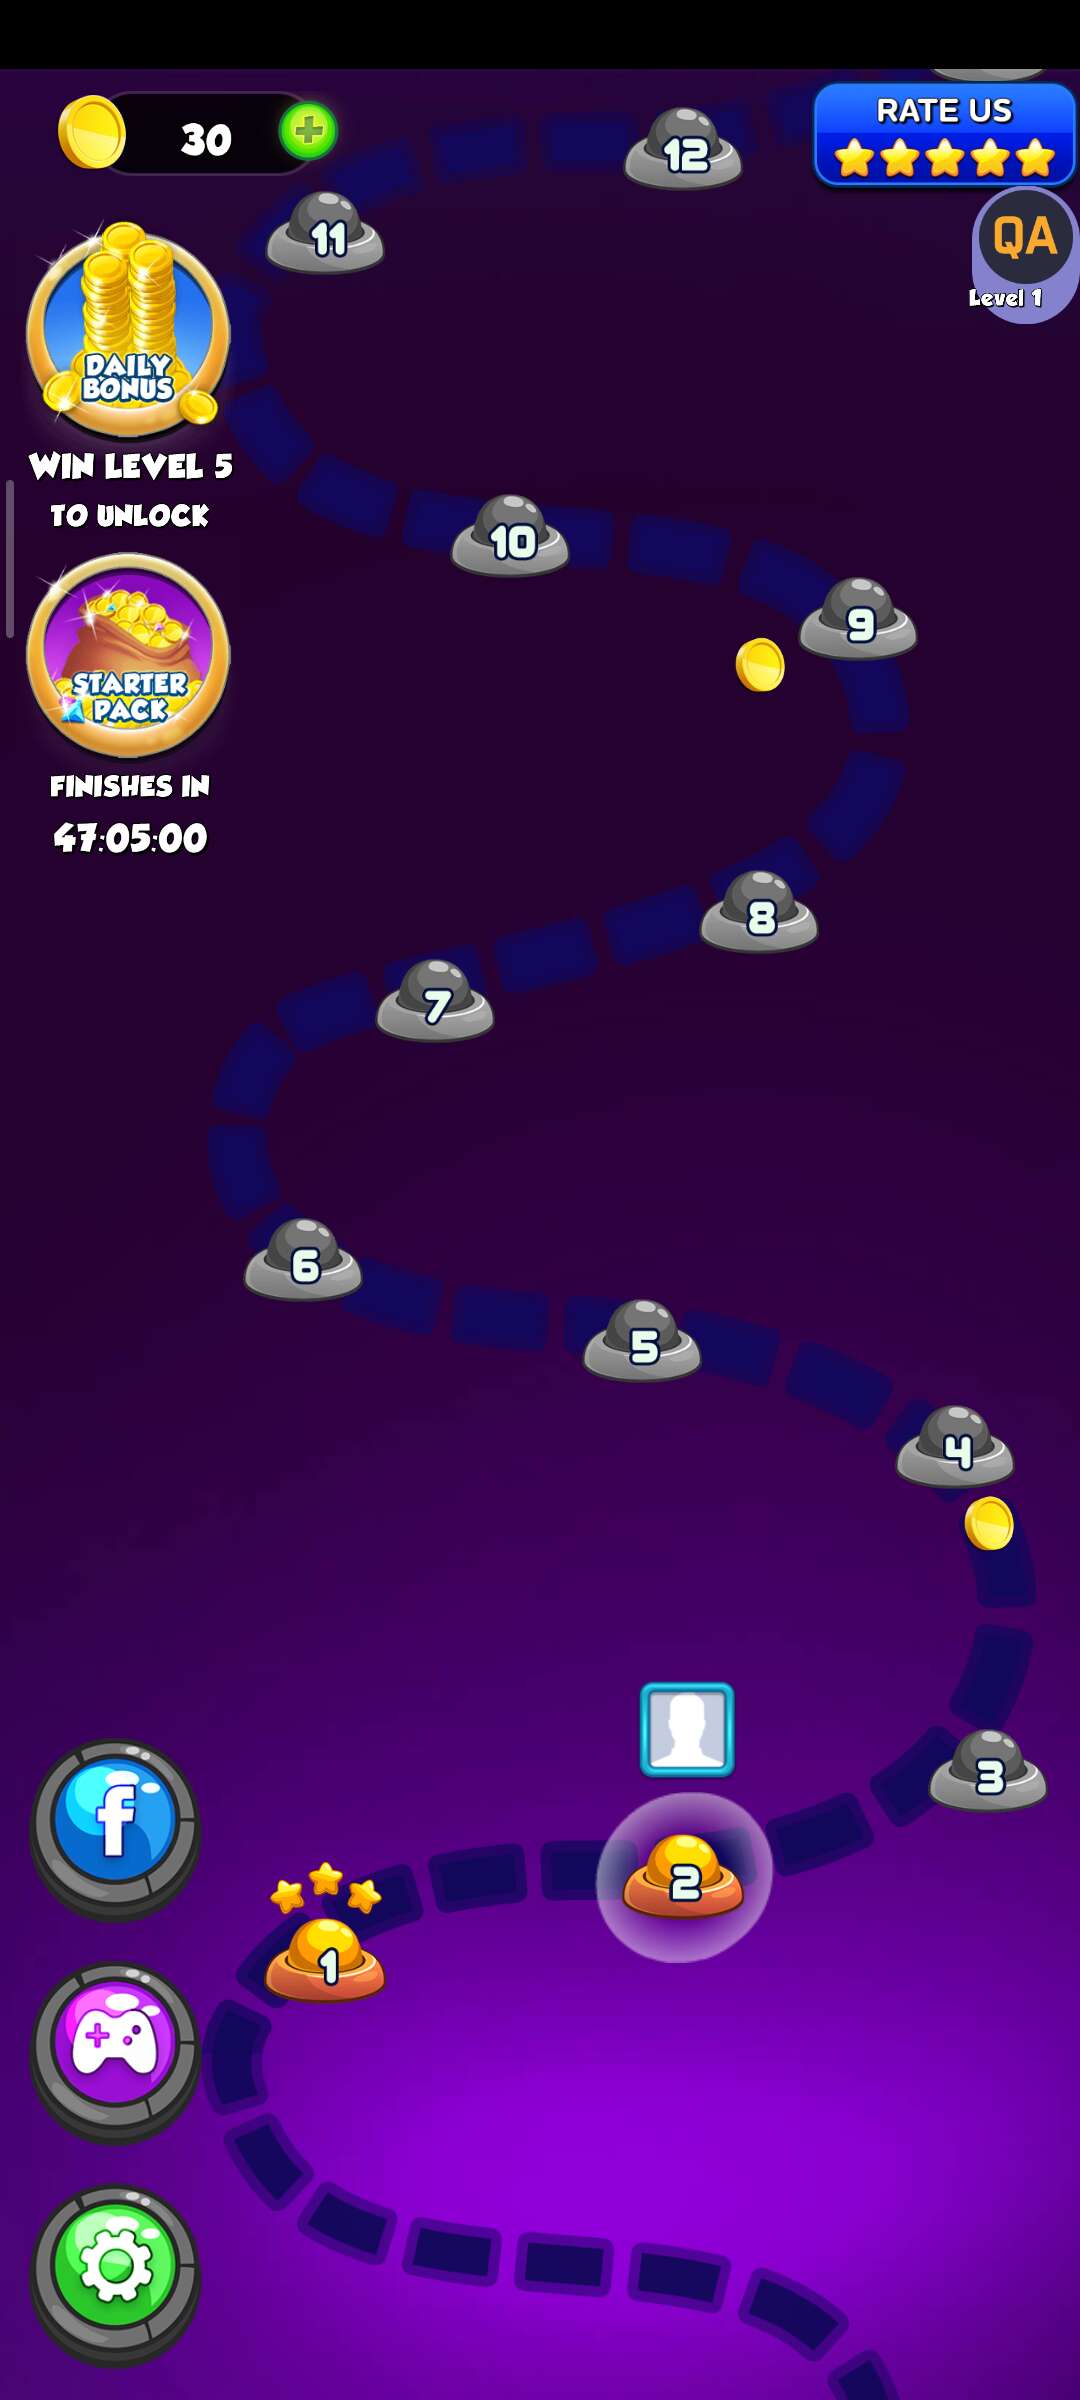 30
RATE US
12
11
QA
Level 1
DAILY
BONUS
WIN LEVEL 5
TO UNLOCK
10
9
STARTER
PACK
FINISHES IN
47:05:00
8
7
6
5
4
3
2
1
f